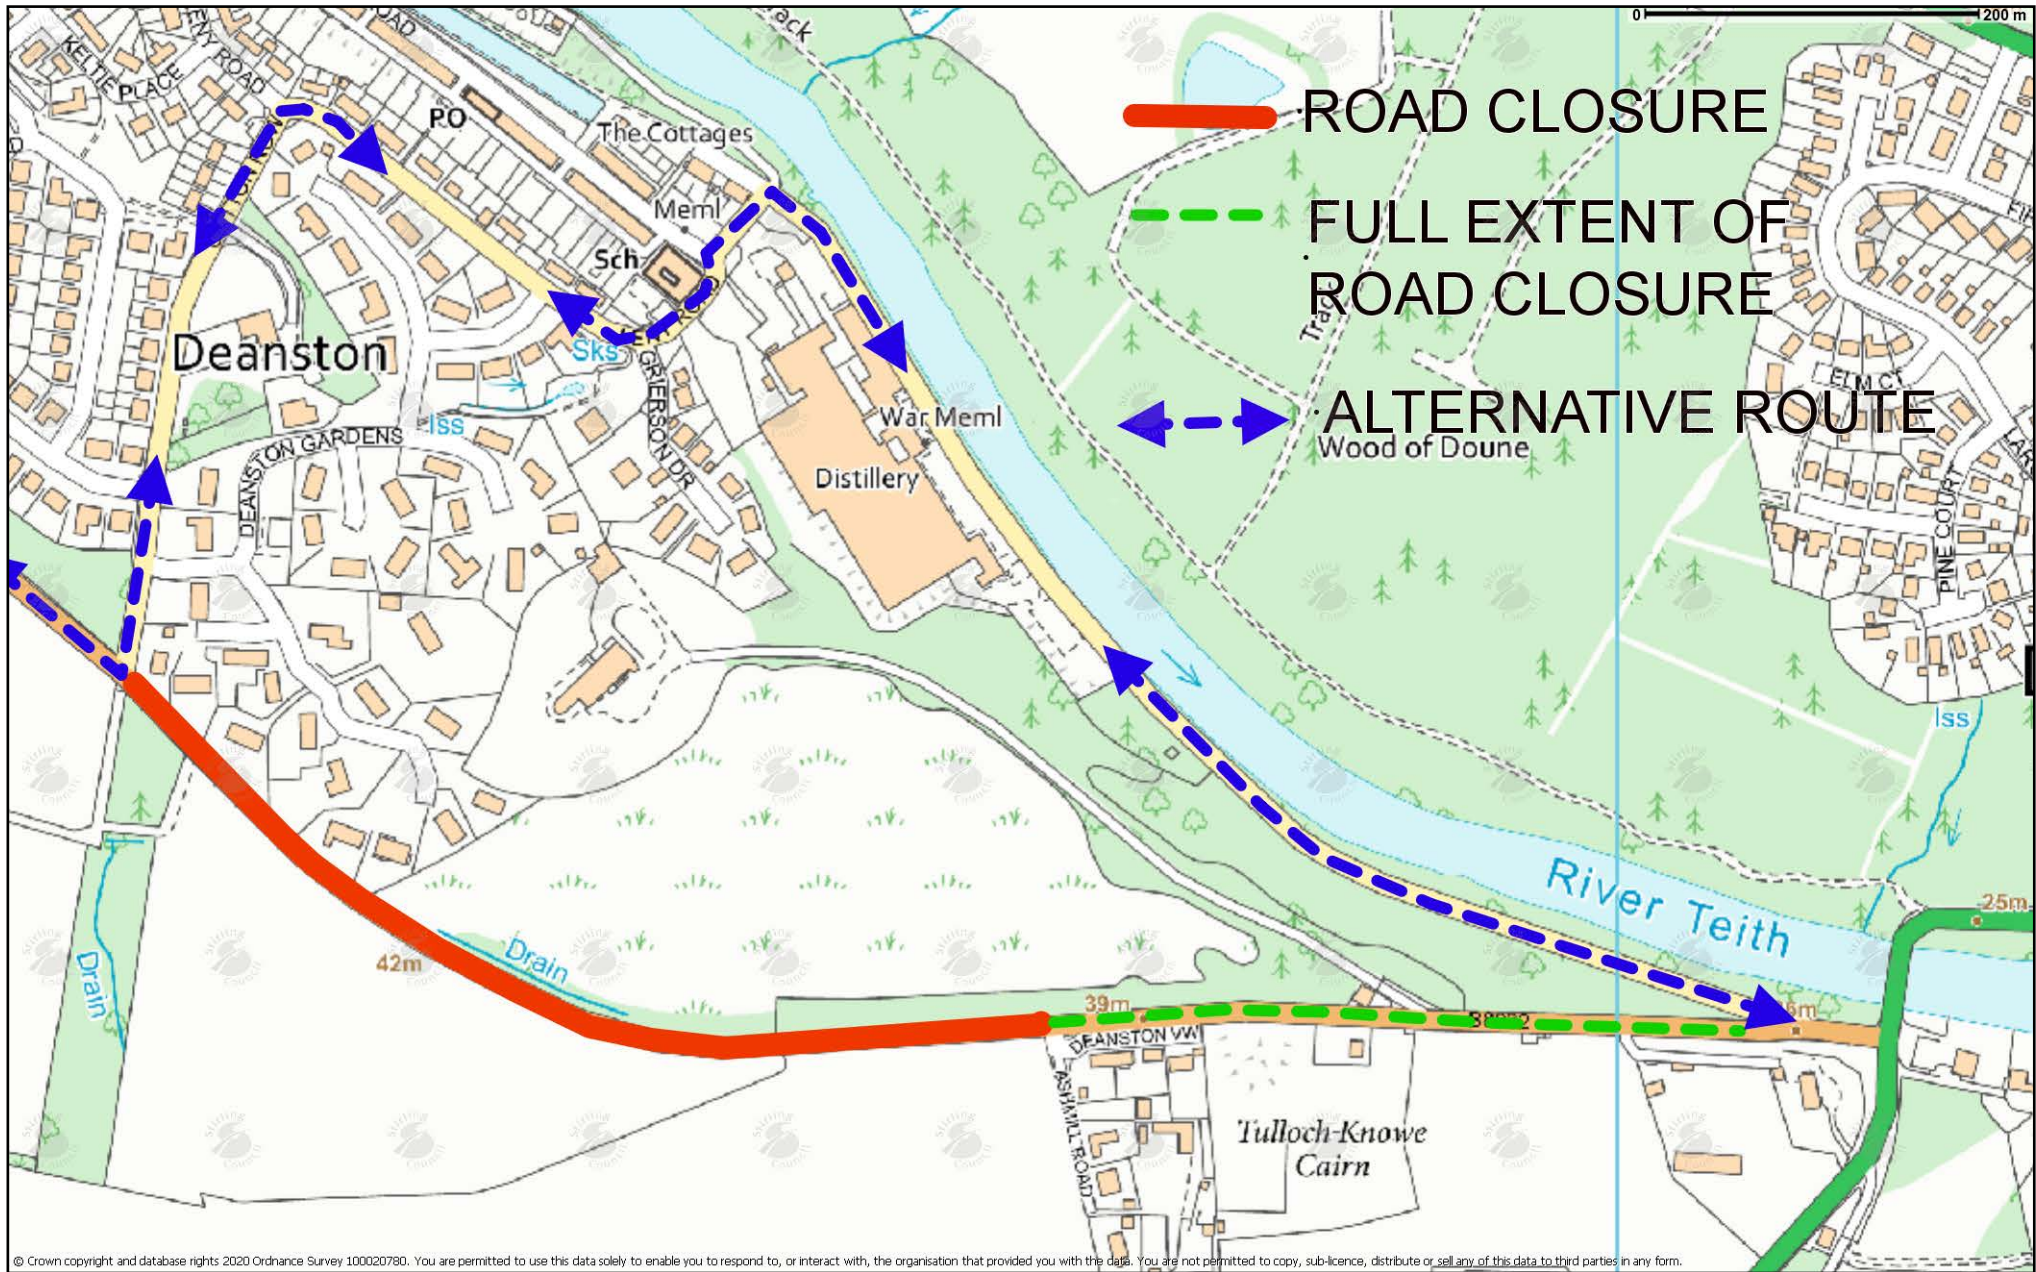 0
200 m
Track
ROAD
KELTIE PLACE
PO
The Cottages
ROAD CLOSURE
FULL EXTENT OF
ROAD CLOSURE
Meml
Sch
Deanston
Sks
ELM CT
Iss
GRIERSON DR
War Meml
ALTERNATIVE ROUTE
Wood of Doune
DEANSTON GARDENS
Distillery
PINE COURT
Iss
River Teith
25m
42m
Drain
Drain
39m
DEANSTON VW
ASHMILL ROAD
Tulloch-Knowe
Cairn
Stirling
Council
© Crown copyright and database rights 2020 Ordnance Survey 100020780. You are permitted to use this data solely to enable you to respond to, or interact with, the organisation that provided you with the data. You are not permitted to copy, sub-licence, distribute or sell any of this data to third parties in any form.